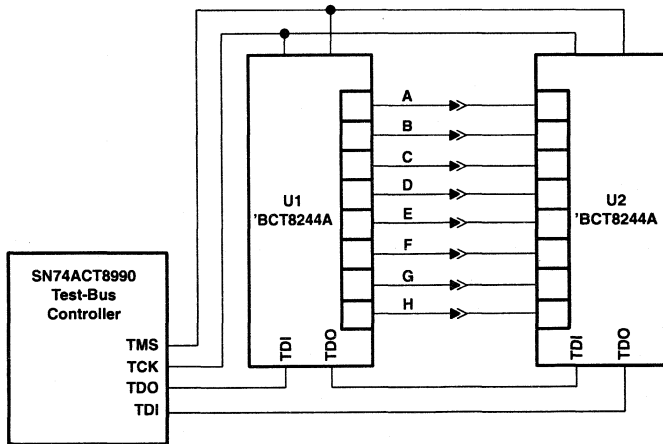 A
B
C
D
E
F
G
H
U1
'BCT8244A
U2
'BCT8244A
TDI
TDO
TDI
TDO
SN74ACT8990
Test-Bus
Controller
TMS
TCK
TDO
TDI